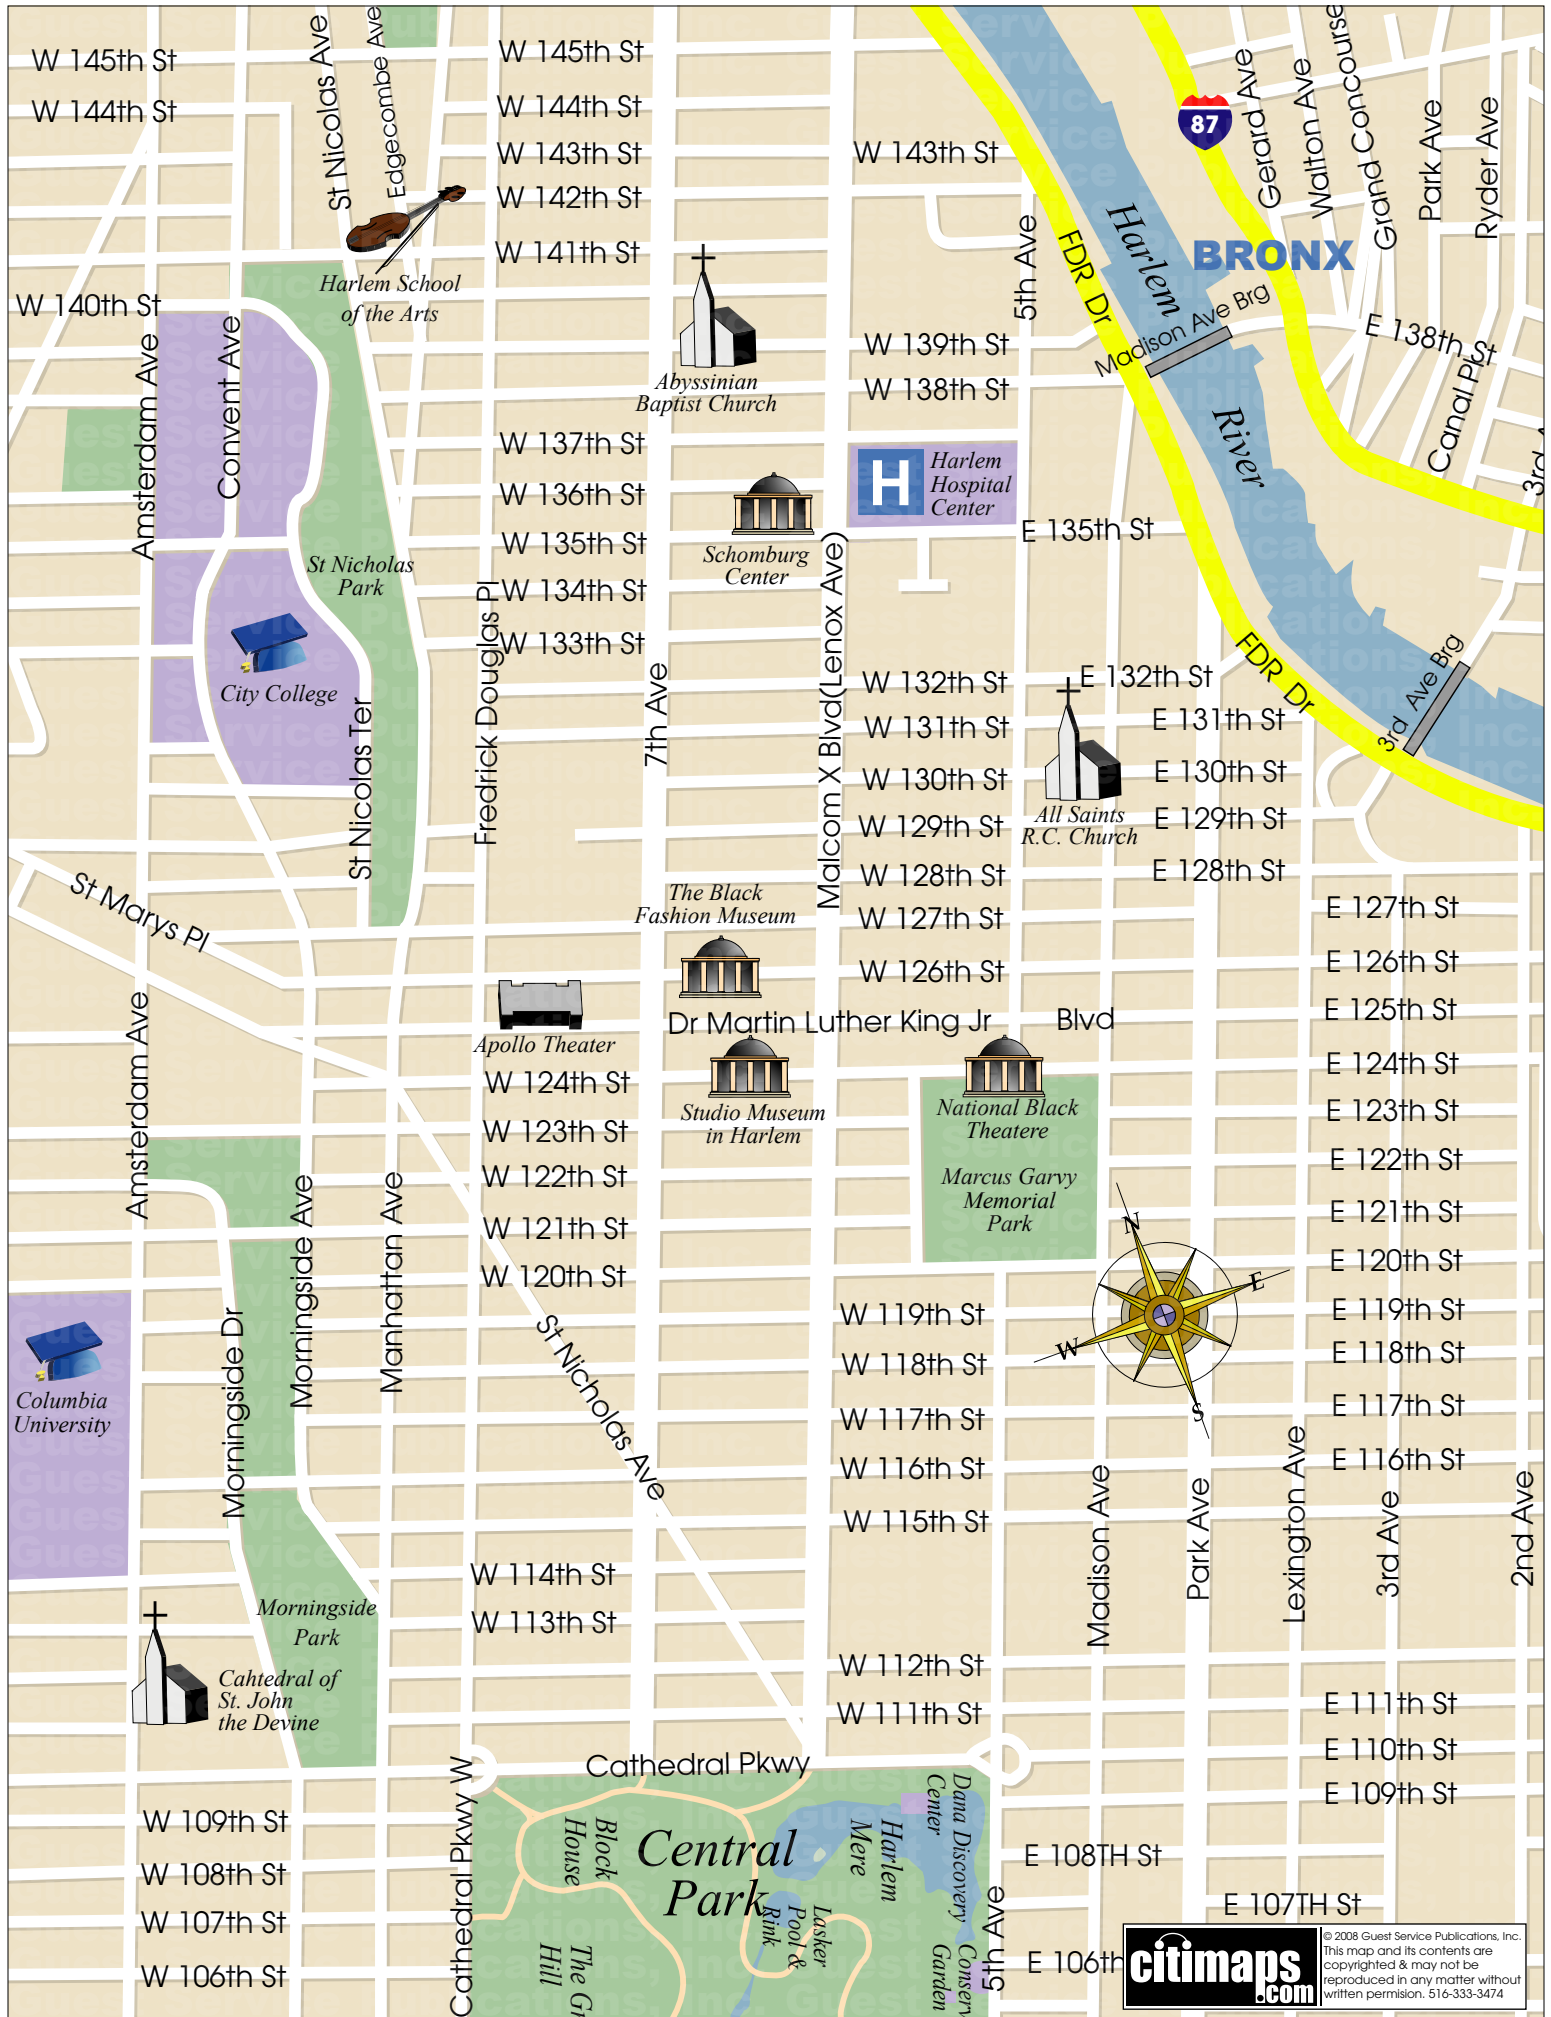 St Nicolas Ave
Edgecombe Ave
W 145th St
W 145th St
W 144th St
W 144th St
W 143th St
W 143th St
W 142th St
W 141th St
87
Gerard Ave
Walton Ave
Grand Concourse
Park Ave
Ryder Ave
BRONX
Harlem
River
FDR Dr
5th Ave
Madison Ave Brg
E 138th St
Canal Pl
3rd
Harlem School
of the Arts
W 140th St
Amsterdam Ave
Convent Ave
Abyssinian
Baptist Church
W 139th St
W 138th St
W 137th St
W 136th St
W 135th St
W 134th St
W 133th St
H
Harlem
Hospital
Center
E 135th St
Schomburg
Center
St Nicholas
Park
City College
St Nicolas Ter
Fredrick Douglas Pl
7th Ave
Malcom X Blvd(Lenox Ave)
W 132th St
E 132th St
W 131th St
E 131th St
W 130th St
E 130th St
W 129th St
E 129th St
W 128th St
E 128th St
W 127th St
E 127th St
W 126th St
E 126th St
E 125th St
FDR Dr
3rd Ave Brg
All Saints
R.C. Church
The Black
Fashion Museum
St Marys Pl
Apollo Theater
Dr Martin Luther King Jr Blvd
Studio Museum
in Harlem
National Black
Theatere
Marcus Garvy
Memorial
Park
Amsterdam Ave
W 124th St
E 124th St
W 123th St
E 123th St
W 122th St
E 122th St
W 121th St
E 121th St
W 120th St
E 120th St
W 119th St
E 119th St
W 118th St
E 118th St
W 117th St
E 117th St
W 116th St
E 116th St
W 115th St
W 114th St
W 113th St
N
E
W
S
Morningside Dr
Morningside Ave
Manhattan Ave
St Nicholas Ave
Columbia
University
Madison Ave
Park Ave
Lexington Ave
3rd Ave
2nd Ave
Morningside
Park
Cahtedral of
St. John
the Devine
W 112th St
W 111th St
E 111th St
E 110th St
E 109th St
Cathedral Pkwy
Cathedral Pkwy W
W 109th St
W 108th St
W 107th St
W 106th St
Block
House
Central
Park
Harlem
Mere
Dana Discovery
Center
Lasker
Pool &
Rink
The Gr
Hill
Conserv
Garden
5th Ave
E 108TH St
E 107TH St
E 106th
citimaps
.com
© 2008 Guest Service Publications, Inc.
This map and its contents are
copyrighted & may not be
reproduced in any matter without
written permision. 516-333-3474